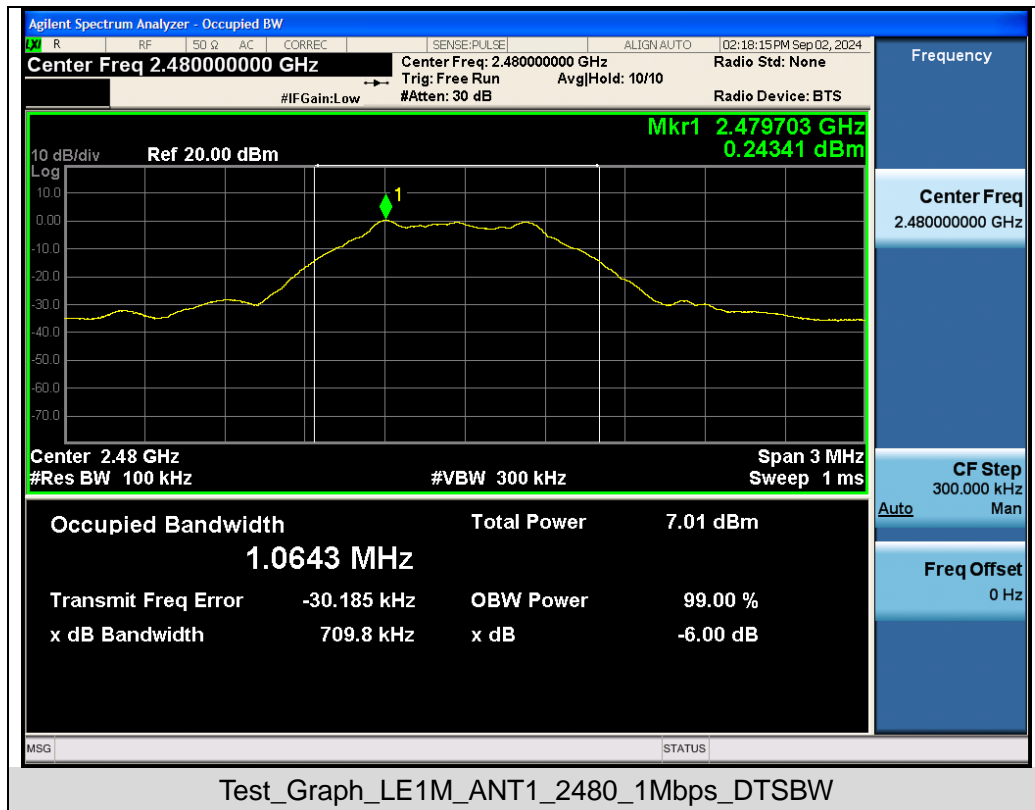 Agilent Spectrum Analyzer - Occupied BW
LXI R RF 50 Ω AC CORREC SENSE:PULSE ALIGN AUTO 02:18:15 PM Sep 02, 2024
Center Freq 2.480000000 GHz Center Freq: 2.480000000 GHz Radio Std: None
Trig: Free Run Avg|Hold: 10/10
#IFGain:Low #Atten: 30 dB Radio Device: BTS
Frequency
Mkr1 2.479703 GHz
0.24341 dBm
10 dB/div Ref 20.00 dBm
Log
10.0
0.00
-10.0
-20.0
-30.0
-40.0
-50.0
-60.0
-70.0
1
Center 2.48 GHz Span 3 MHz
#Res BW 100 kHz #VBW 300 kHz Sweep 1 ms
Center Freq
2.480000000 GHz
CF Step
300.000 kHz
Auto Man
Freq Offset
0 Hz
Occupied Bandwidth Total Power 7.01 dBm
1.0643 MHz
Transmit Freq Error -30.185 kHz OBW Power 99.00 %
x dB Bandwidth 709.8 kHz x dB -6.00 dB
MSG STATUS
Test_Graph_LE1M_ANT1_2480_1Mbps_DTSBW